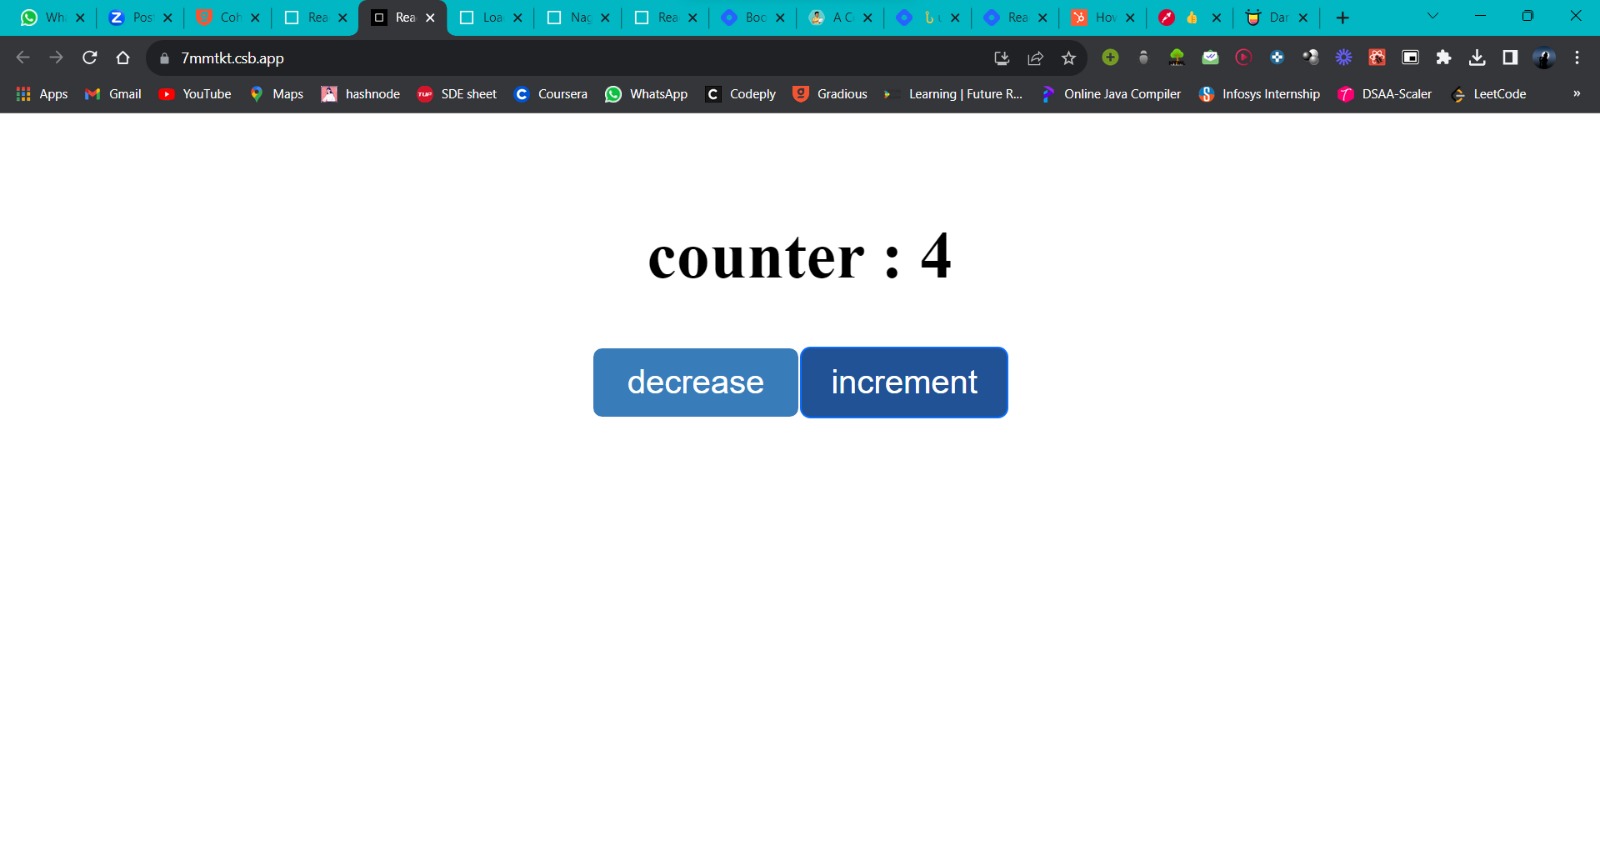 Wh Pos Coh Rea Rea Loa Nag Rea Boo A C Rea Hov Dar
7mmtkt.csb.app
Apps Gmail YouTube Maps hashnode SDE sheet Coursera WhatsApp Codeply Gradious Learning | Future R... Online Java Compiler Infosys Internship DSAA-Scaler LeetCode »
counter : 4
decrease increment